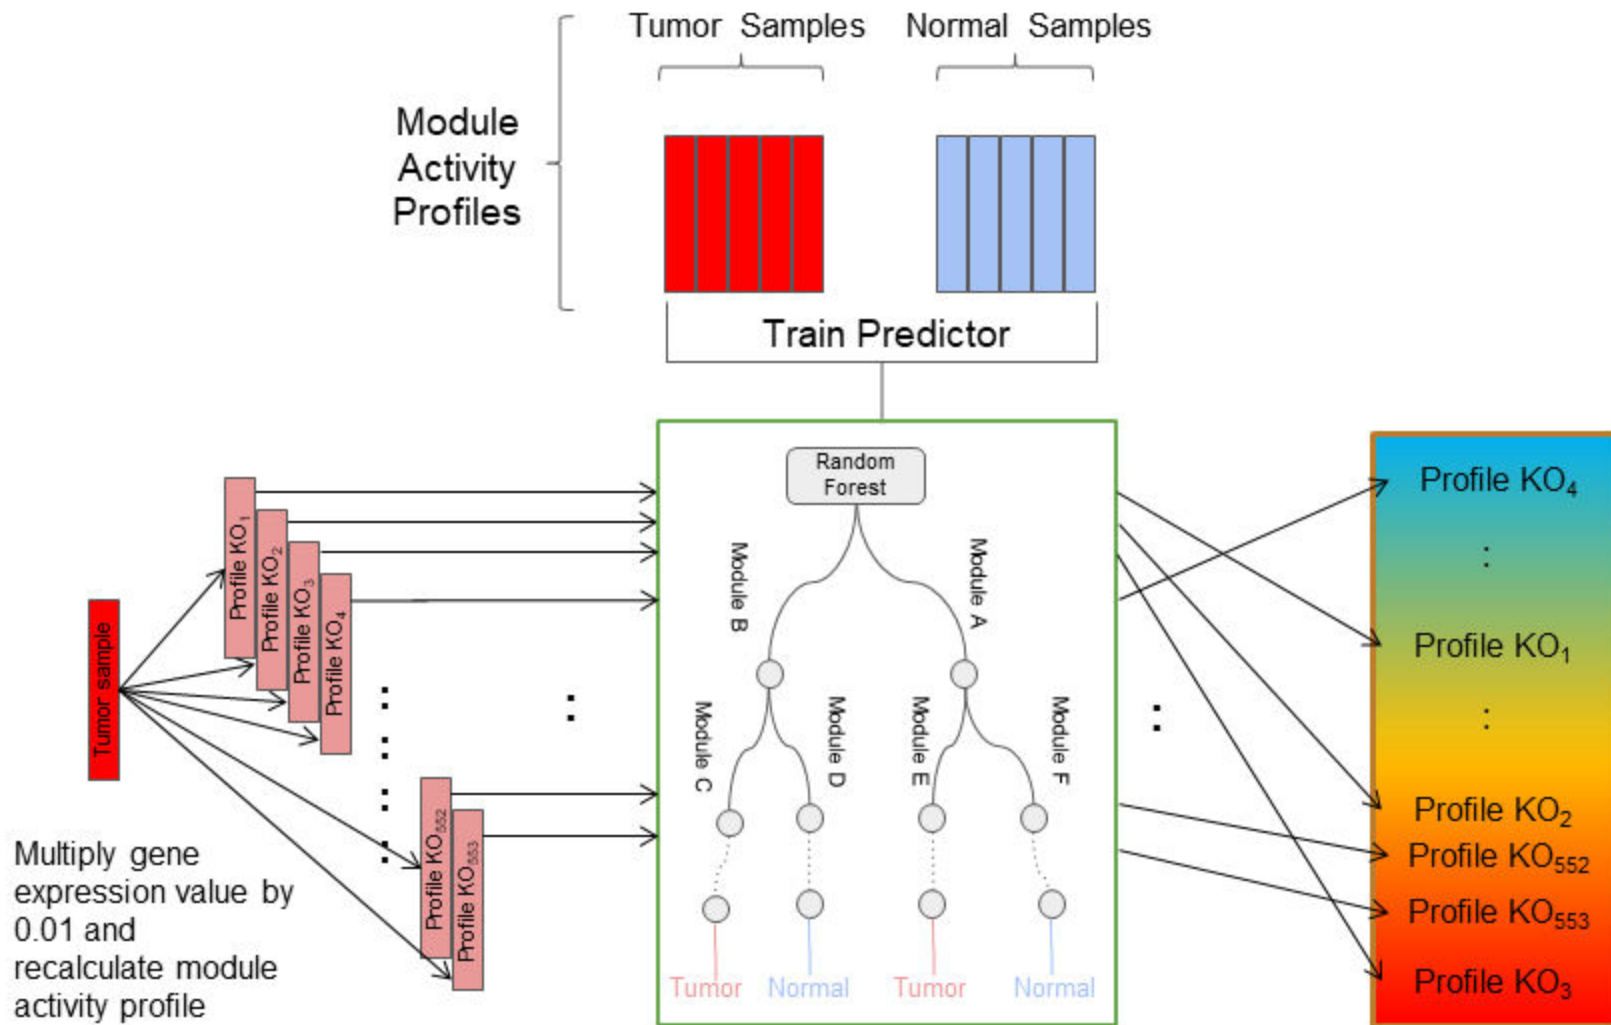 Tumor Samples
Normal Samples
Module
Activity
Profiles
Train Predictor
Random
Forest
Module B
Module A
Module C
Module D
Module E
Module F
Tumor
Normal
Tumor
Normal
Tumor sample
Profile KO1
Profile KO2
Profile KO3
Profile KO4
Profile KO552
Profile KO553
Multiply gene
expression value by
0.01 and
recalculate module
activity profile
Profile KO4
Profile KO1
Profile KO2
Profile KO552
Profile KO553
Profile KO3